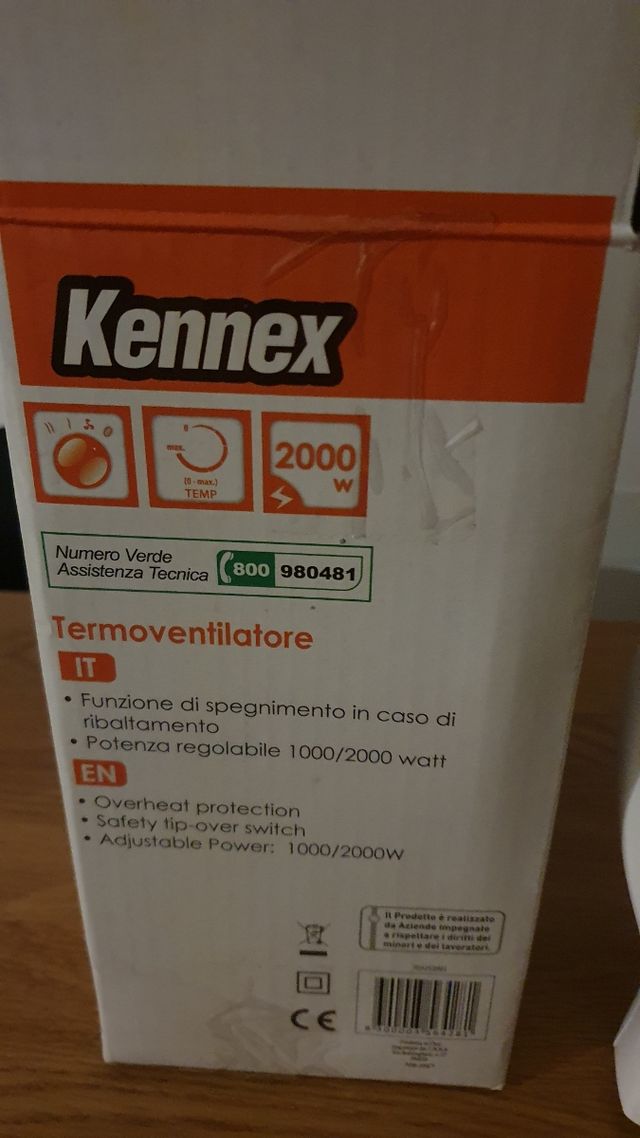 Kennex
max.
(0 - max.)
TEMP
2000
W
Numero Verde
Assistenza Tecnica 800 980481
Termoventilatore
IT
• Funzione di spegnimento in caso di
ribaltamento
• Potenza regolabile 1000/2000 watt
EN
• Overheat protection
• Safety tip-over switch
• Adjustable Power: 1000/2000W
Il Prodotto è realizzato
da Aziende impegnate
a rispettare i diritti dei
minori e dei lavoratori.
CE